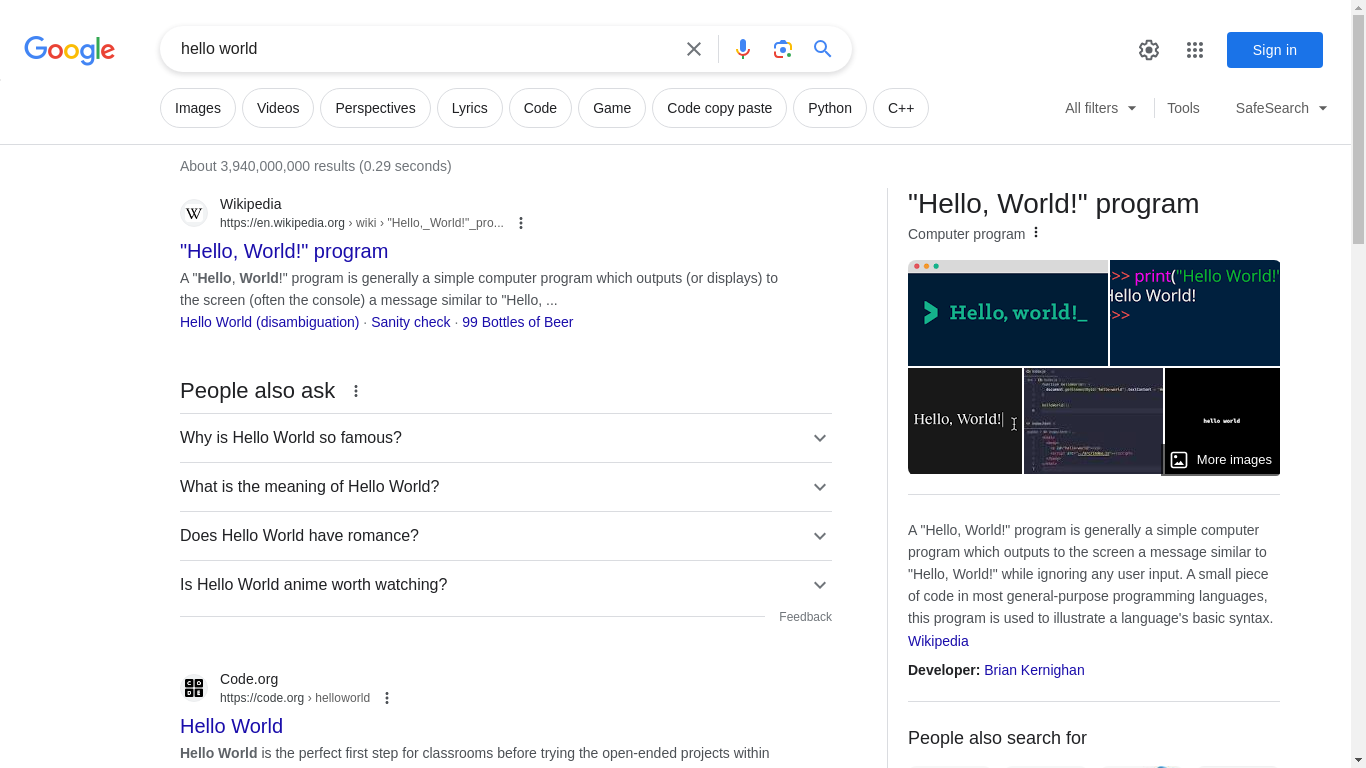 Google
hello world
Sign in
Images
Videos
Perspectives
Lyrics
Code
Game
Code copy paste
Python
C++
All filters
Tools
SafeSearch
About 3,940,000,000 results (0.29 seconds)
W
Wikipedia
https://en.wikipedia.org › wiki › "Hello,_World!"_pro...
"Hello, World!" program
A "Hello, World!" program is generally a simple computer program which outputs (or displays) to
the screen (often the console) a message similar to "Hello, ...
Hello World (disambiguation) · Sanity check · 99 Bottles of Beer
People also ask
Why is Hello World so famous?
What is the meaning of Hello World?
Does Hello World have romance?
Is Hello World anime worth watching?
Feedback
CODE
Code.org
https://code.org › helloworld
Hello World
Hello World is the perfect first step for classrooms before trying the open-ended projects within
"Hello, World!" program
Computer program
Hello, world!_
>> print("Hello World!"
Hello World!
>>
Hello, World!
hello world
More images
A "Hello, World!" program is generally a simple computer
program which outputs to the screen a message similar to
"Hello, World!" while ignoring any user input. A small piece
of code in most general-purpose programming languages,
this program is used to illustrate a language's basic syntax.
Wikipedia
Developer: Brian Kernighan
People also search for